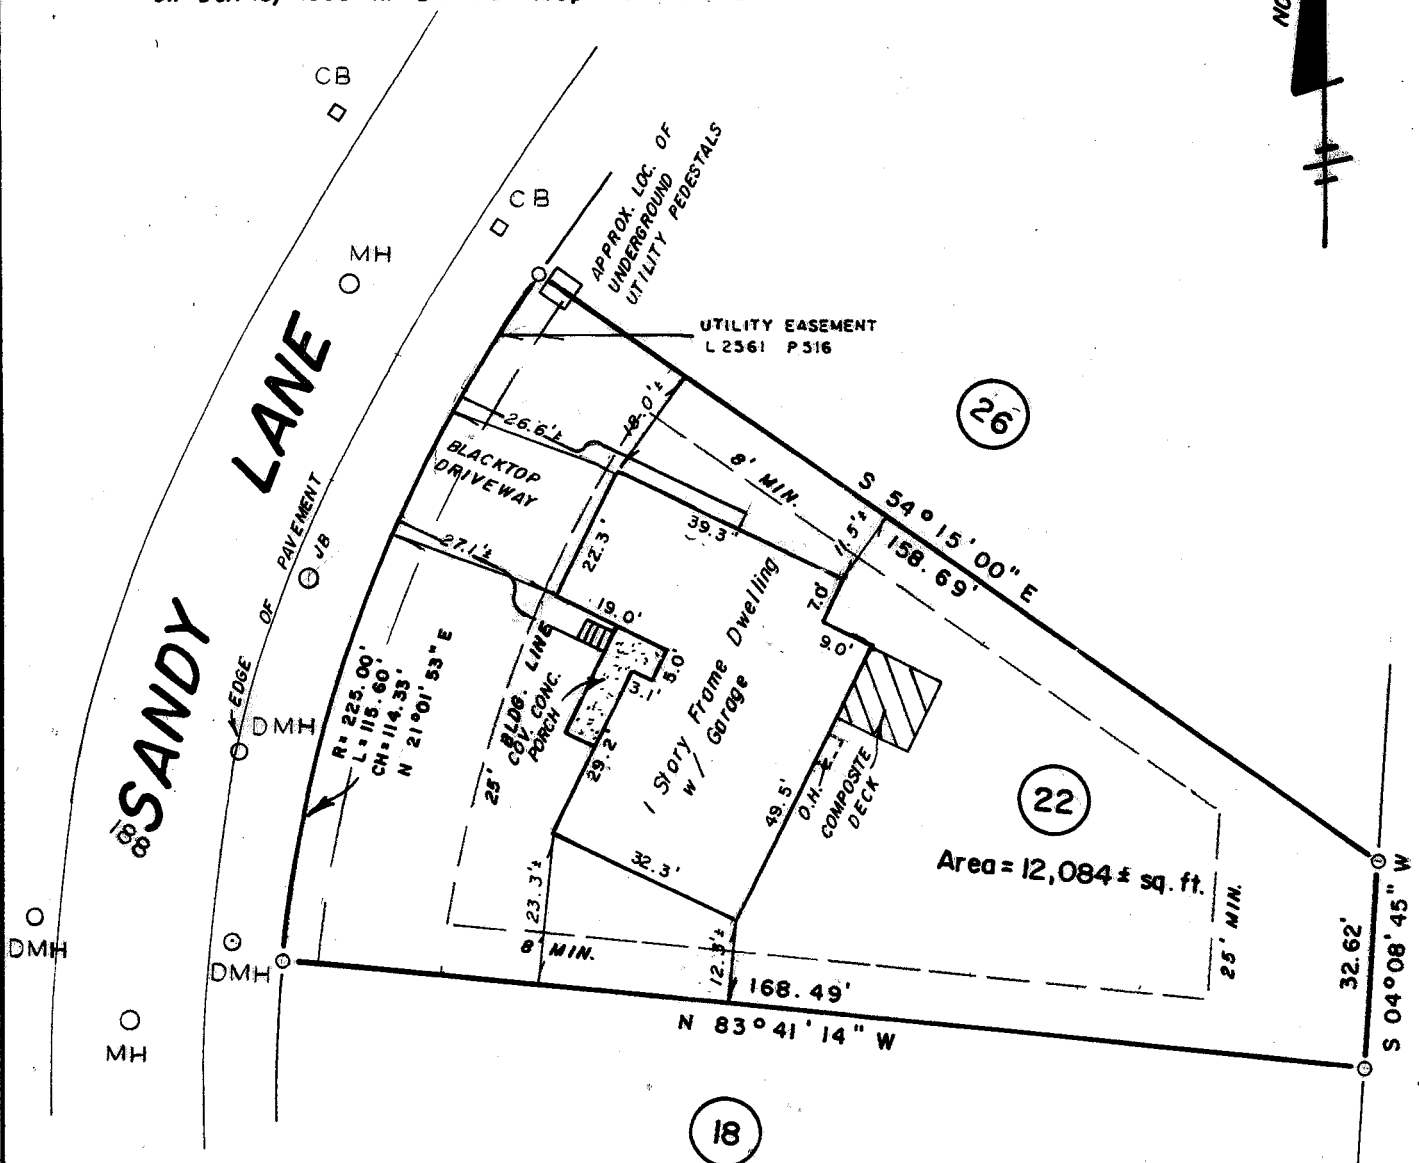 CB
CB
MH
APPROX. LOC. OF
UNDERGROUND
UTILITY PEDESTALS
UTILITY EASEMENT
L 2561 P 516
26
SANDY LANE
188
EDGE OF PAVEMENT
JB
26.6'±
18.0'±
BLACKTOP
DRIVEWAY
27.1'±
8' MIN.
S 54° 15' 00" E
158.69'
39.3'
11.5'±
22.3'
7.0'
9.0'
19.0'
5.0'
3.1'
29.2'
25' BLDG. LINE
COV. CONC.
PORCH
1 Story Frame Dwelling
w/ Garage
R= 225.00'
L= 115.60'
CH= 114.33'
N 21° 01' 53" E
DMH
49.5'
O.H.
COMPOSITE
DECK
22
Area = 12,084± sq. ft.
32.3'
23.3'±
12.3'±
8' MIN.
25' MIN.
168.49'
N 83° 41' 14" W
32.62'
S 04° 08' 45" W
DMH
DMH
MH
18